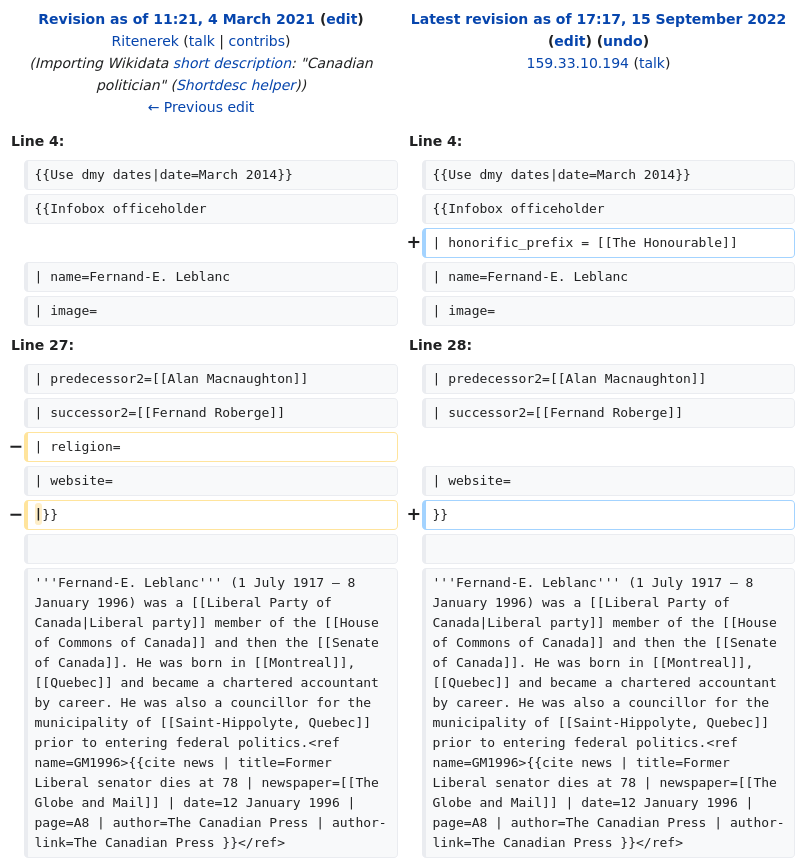 Revision as of 11:21, 4 March 2021 (edit)
Ritenerek (talk | contribs)
(Importing Wikidata short description: "Canadian
politician" (Shortdesc helper))
← Previous edit
Latest revision as of 17:17, 15 September 2022
(edit) (undo)
159.33.10.194 (talk)
Line 4:
Line 4:
{{Use dmy dates|date=March 2014}}
{{Use dmy dates|date=March 2014}}
{{Infobox officeholder
{{Infobox officeholder
+ | honorific_prefix = [[The Honourable]]
| name=Fernand-E. Leblanc
| name=Fernand-E. Leblanc
| image=
| image=
Line 27:
Line 28:
| predecessor2=[[Alan Macnaughton]]
| predecessor2=[[Alan Macnaughton]]
| successor2=[[Fernand Roberge]]
| successor2=[[Fernand Roberge]]
− | religion=
| website=
| website=
− |}}
+ }}
'''Fernand-E. Leblanc''' (1 July 1917 – 8
January 1996) was a [[Liberal Party of
Canada|Liberal party]] member of the [[House
of Commons of Canada]] and then the [[Senate
of Canada]]. He was born in [[Montreal]],
[[Quebec]] and became a chartered accountant
by career. He was also a councillor for the
municipality of [[Saint-Hippolyte, Quebec]]
prior to entering federal politics.<ref
name=GM1996>{{cite news | title=Former
Liberal senator dies at 78 | newspaper=[[The
Globe and Mail]] | date=12 January 1996 |
page=A8 | author=The Canadian Press | author-
link=The Canadian Press }}</ref>
'''Fernand-E. Leblanc''' (1 July 1917 – 8
January 1996) was a [[Liberal Party of
Canada|Liberal party]] member of the [[House
of Commons of Canada]] and then the [[Senate
of Canada]]. He was born in [[Montreal]],
[[Quebec]] and became a chartered accountant
by career. He was also a councillor for the
municipality of [[Saint-Hippolyte, Quebec]]
prior to entering federal politics.<ref
name=GM1996>{{cite news | title=Former
Liberal senator dies at 78 | newspaper=[[The
Globe and Mail]] | date=12 January 1996 |
page=A8 | author=The Canadian Press | author-
link=The Canadian Press }}</ref>